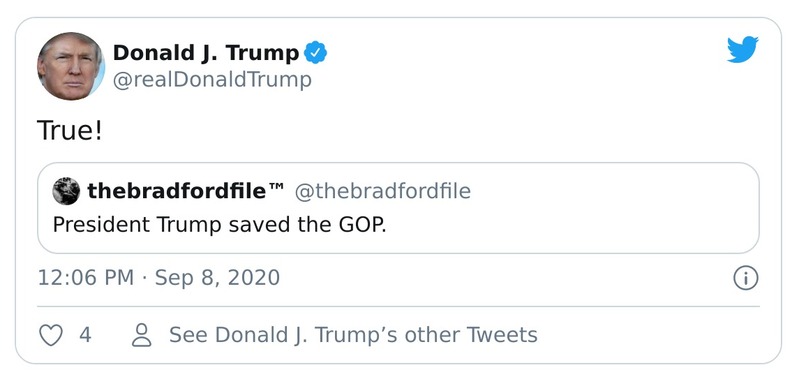 Donald J. Trump
@realDonaldTrump
True!
thebradfordfile™ @thebradfordfile
President Trump saved the GOP.
12:06 PM · Sep 8, 2020
4 See Donald J. Trump’s other Tweets